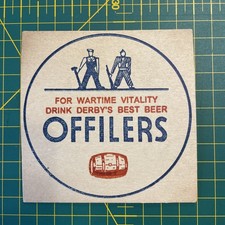 FOR WARTIME VITALITY
DRINK DERBY'S BEST BEER
OFFILERS